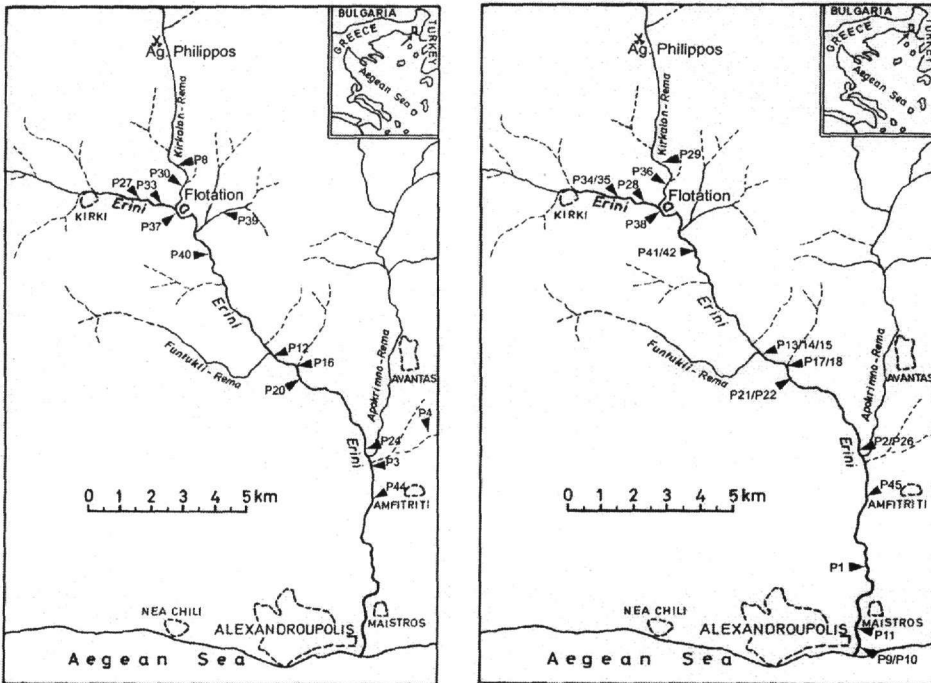 BULGARIA
GREECE
TURKEY
Aegean Sea
Ag. Philippos
Kirkalon-Rema
P8
P30
Flotation
P27
P33
Erini
KIRKI
P37
P39
P40
Erini
Funtukli-Rema
P12
P16
P20
Apokrimno-Rema
AVANTAS
P4
P24
Erini
P3
P44
AMFITRITI
0 1 2 3 4 5 km
NEA CHILI
ALEXANDROUPOLIS
MAISTROS
Aegean Sea
BULGARIA
GREECE
TURKEY
Aegean Sea
Ag. Philippos
Kirkalon-Rema
P29
P36
Flotation
P34/35
P28
Erini
KIRKI
P38
P41/42
Erini
Funtukli-Rema
P13/14/15
P17/18
P21/P22
Apokrimno-Rema
AVANTAS
P2/P26
Erini
P45
AMFITRITI
0 1 2 3 4 5 km
P1
NEA CHILI
ALEXANDROUPOLIS
MAISTROS
P11
Aegean Sea
P9/P10